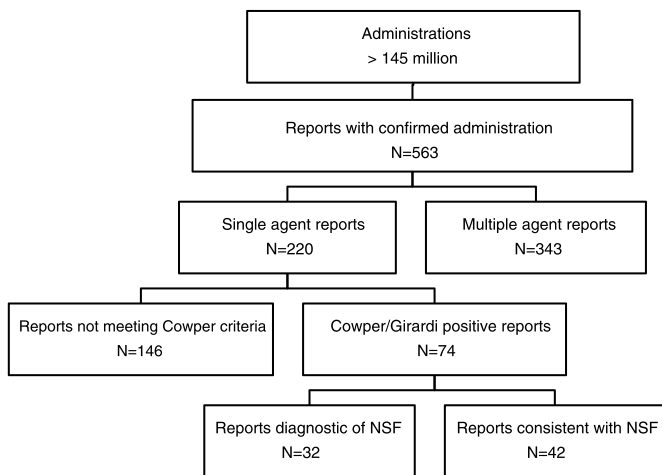 Administrations
> 145 million
Reports with confirmed administration
N=563
Single agent reports
N=220
Multiple agent reports
N=343
Reports not meeting Cowper criteria
N=146
Cowper/Girardi positive reports
N=74
Reports diagnostic of NSF
N=32
Reports consistent with NSF
N=42